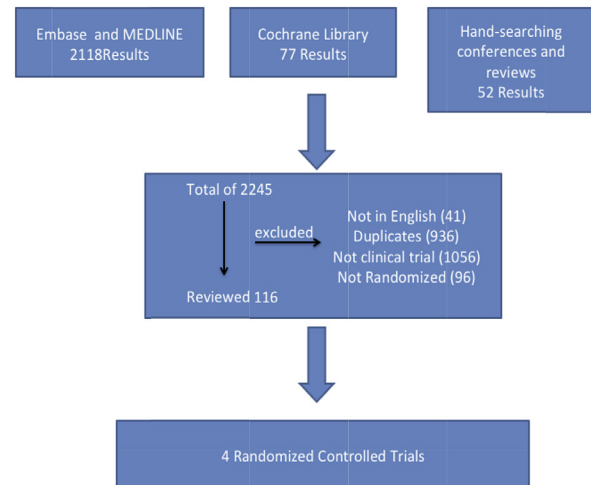 Embase and MEDLINE
2118Results
Cochrane Library
77 Results
Hand-searching
conferences and
reviews
52 Results
Total of 2245
excluded
Not in English (41)
Duplicates (936)
Not clinical trial (1056)
Not Randomized (96)
Reviewed 116
4 Randomized Controlled Trials